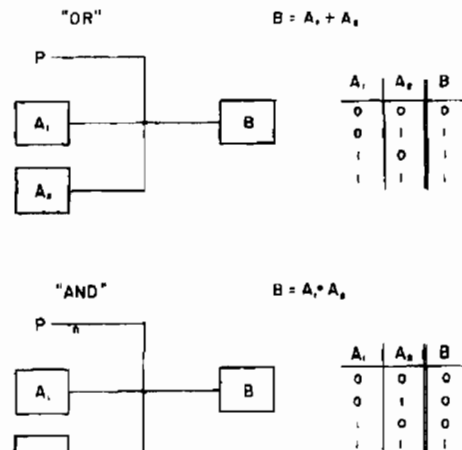 "OR" B = A₁ + A₂
P
A₁ A₂ B
0 0 0
A₁ B 0 1 1
1 0 1
A₂ 1 1 1
"AND" B = A₁• A₂
P
A₁ A₂ B
A₁ B 0 0 0
0 1 0
1 0 0
1 1 1